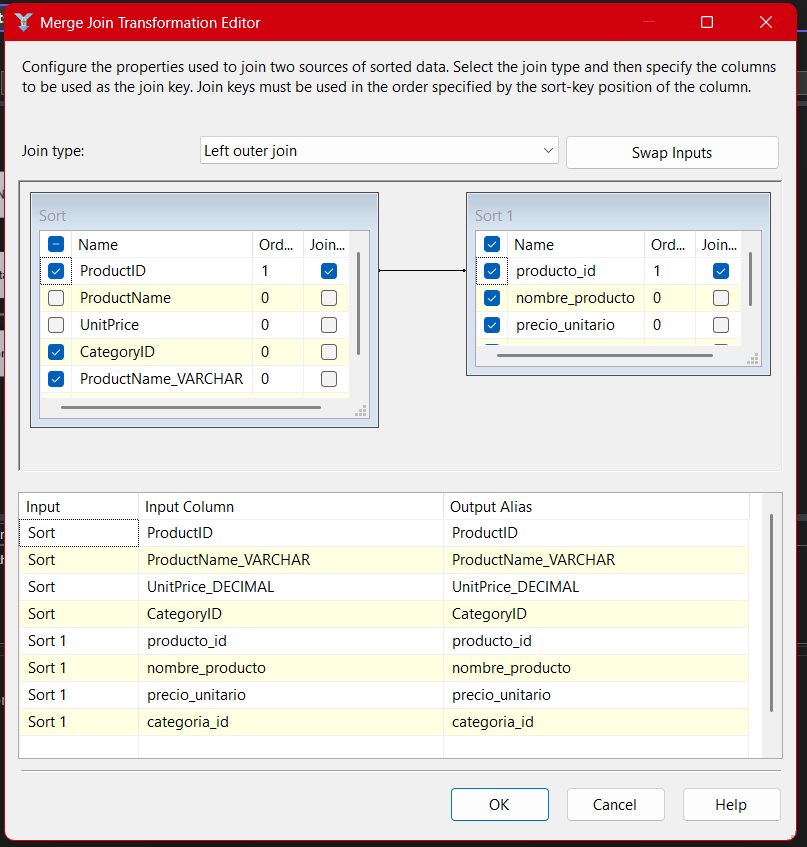 Merge Join Transformation Editor
Configure the properties used to join two sources of sorted data. Select the join type and then specify the columns
to be used as the join key. Join keys must be used in the order specified by the sort-key position of the column.
Join type: Left outer join Swap Inputs
Sort
Name Ord... Join...
ProductID 1
ProductName 0
UnitPrice 0
CategoryID 0
ProductName_VARCHAR 0
Sort 1
Name Ord... Join...
producto_id 1
nombre_producto 0
precio_unitario 0
Input Input Column Output Alias
Sort ProductID ProductID
Sort ProductName_VARCHAR ProductName_VARCHAR
Sort UnitPrice_DECIMAL UnitPrice_DECIMAL
Sort CategoryID CategoryID
Sort 1 producto_id producto_id
Sort 1 nombre_producto nombre_producto
Sort 1 precio_unitario precio_unitario
Sort 1 categoria_id categoria_id
OK Cancel Help